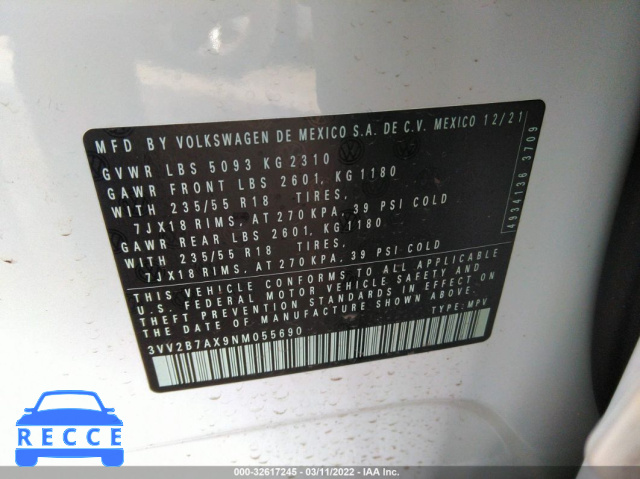 MFD BY VOLKSWAGEN DE MEXICO S.A. DE C.V. MEXICO 12/21
GVWR LBS 5093 KG 2310
GAWR FRONT LBS 2601, KG 1180
WITH 235/55 R18 TIRES,
7JX18 RIMS, AT 270 KPA, 39 PSI COLD
GAWR REAR LBS 2601, KG 1180
WITH 235/55 R18 TIRES,
7JX18 RIMS, AT 270 KPA, 39 PSI COLD
THIS VEHICLE CONFORMS TO ALL APPLICABLE
U.S. FEDERAL MOTOR VEHICLE SAFETY AND
THEFT PREVENTION STANDARDS IN EFFECT ON
THE DATE OF MANUFACTURE SHOWN ABOVE.
3VV2B7AX9NM055690 TYPE: MPV
4934136 3709
RECCE
000-32617245 - 03/11/2022 - IAA Inc.